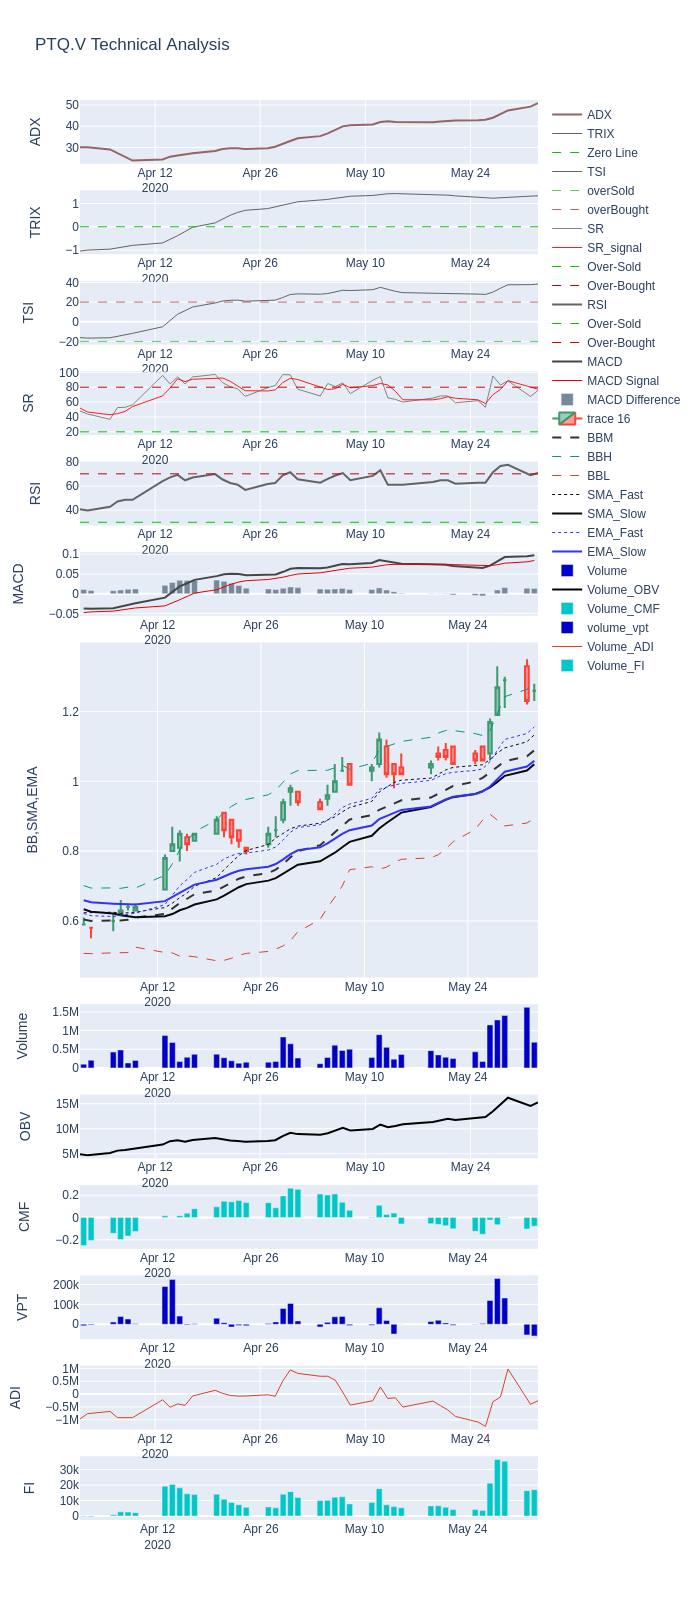 PTQ.V Technical Analysis
ADX
50
40
30
Apr 12
2020
Apr 26
May 10
May 24
TRIX
1
0
−1
Apr 12
2020
Apr 26
May 10
May 24
TSI
40
20
0
−20
Apr 12
2020
Apr 26
May 10
May 24
SR
100
80
60
40
20
Apr 12
2020
Apr 26
May 10
May 24
RSI
80
60
40
Apr 12
2020
Apr 26
May 10
May 24
MACD
0.1
0.05
0
−0.05
Apr 12
2020
Apr 26
May 10
May 24
BB,SMA,EMA
1.2
1
0.8
0.6
Apr 12
2020
Apr 26
May 10
May 24
Volume
1.5M
1M
0.5M
0
Apr 12
2020
Apr 26
May 10
May 24
OBV
15M
10M
5M
Apr 12
2020
Apr 26
May 10
May 24
CMF
0.2
0
−0.2
Apr 12
2020
Apr 26
May 10
May 24
VPT
200k
100k
0
Apr 12
2020
Apr 26
May 10
May 24
ADI
1M
0.5M
0
−0.5M
−1M
Apr 12
2020
Apr 26
May 10
May 24
FI
30k
20k
10k
0
Apr 12
2020
Apr 26
May 10
May 24
ADX
TRIX
Zero Line
TSI
overSold
overBought
SR
SR_signal
Over-Sold
Over-Bought
RSI
Over-Sold
Over-Bought
MACD
MACD Signal
MACD Difference
trace 16
BBM
BBH
BBL
SMA_Fast
SMA_Slow
EMA_Fast
EMA_Slow
Volume
Volume_OBV
Volume_CMF
volume_vpt
Volume_ADI
Volume_FI